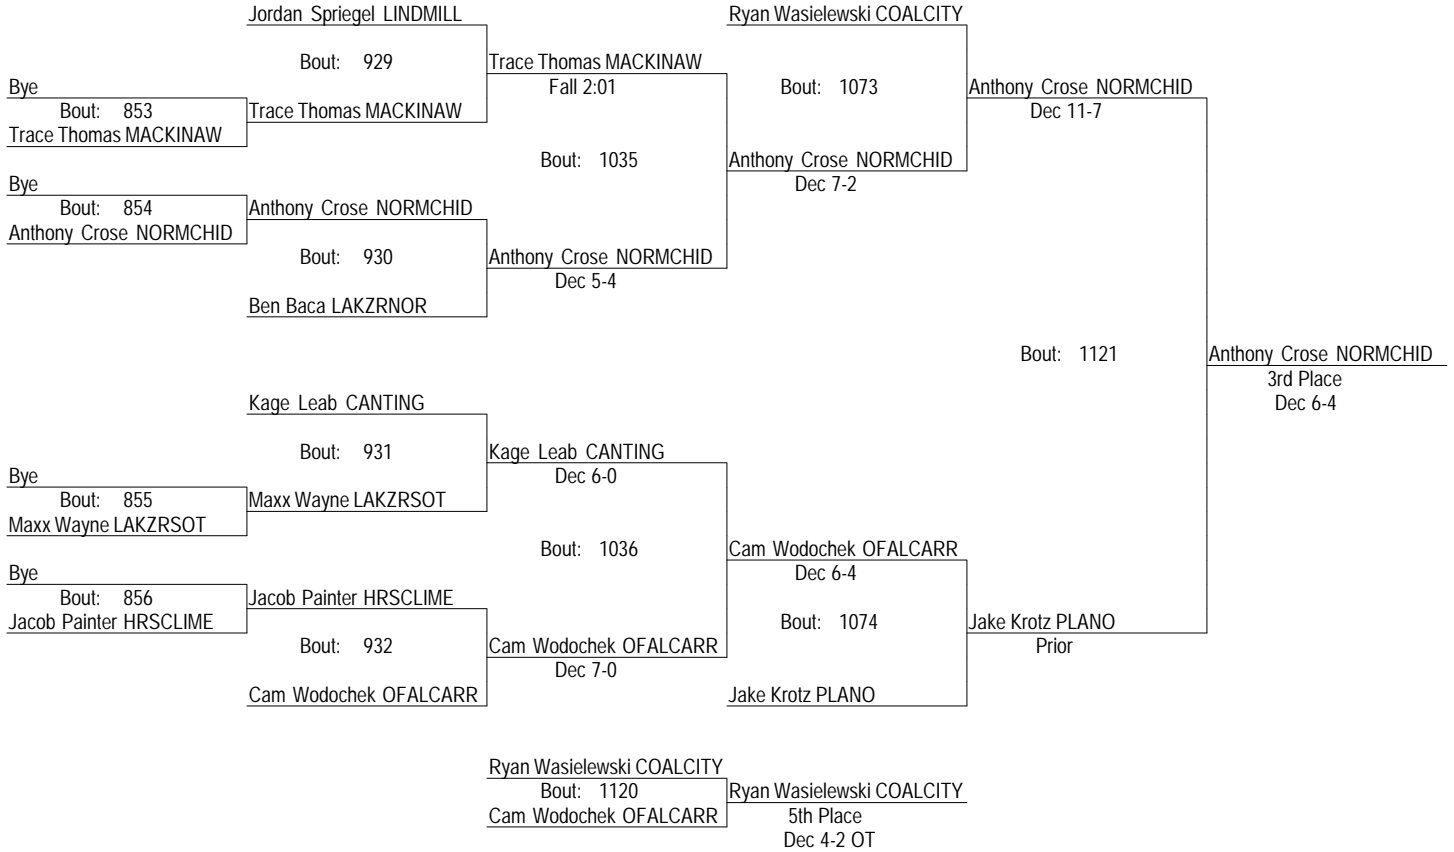 Jordan Spriegel LINDMILL
Ryan Wasielewski COALCITY
Bout: 929
Trace Thomas MACKINAW
Fall 2:01
Bye
Bout: 853
Trace Thomas MACKINAW
Trace Thomas MACKINAW
Bout: 1073
Anthony Crose NORMCHID
Dec 11-7
Bout: 1035
Anthony Crose NORMCHID
Dec 7-2
Bye
Bout: 854
Anthony Crose NORMCHID
Anthony Crose NORMCHID
Bout: 930
Anthony Crose NORMCHID
Dec 5-4
Ben Baca LAKZRNOR
Bout: 1121
Anthony Crose NORMCHID
3rd Place
Dec 6-4
Kage Leab CANTING
Bout: 931
Kage Leab CANTING
Dec 6-0
Bye
Bout: 855
Maxx Wayne LAKZRSOT
Maxx Wayne LAKZRSOT
Bout: 1036
Cam Wodochek OFALCARR
Dec 6-4
Bye
Bout: 856
Jacob Painter HRSCLIME
Jacob Painter HRSCLIME
Bout: 1074
Jake Krotz PLANO
Prior
Bout: 932
Cam Wodochek OFALCARR
Dec 7-0
Cam Wodochek OFALCARR
Jake Krotz PLANO
Ryan Wasielewski COALCITY
Bout: 1120
Cam Wodochek OFALCARR
Ryan Wasielewski COALCITY
5th Place
Dec 4-2 OT